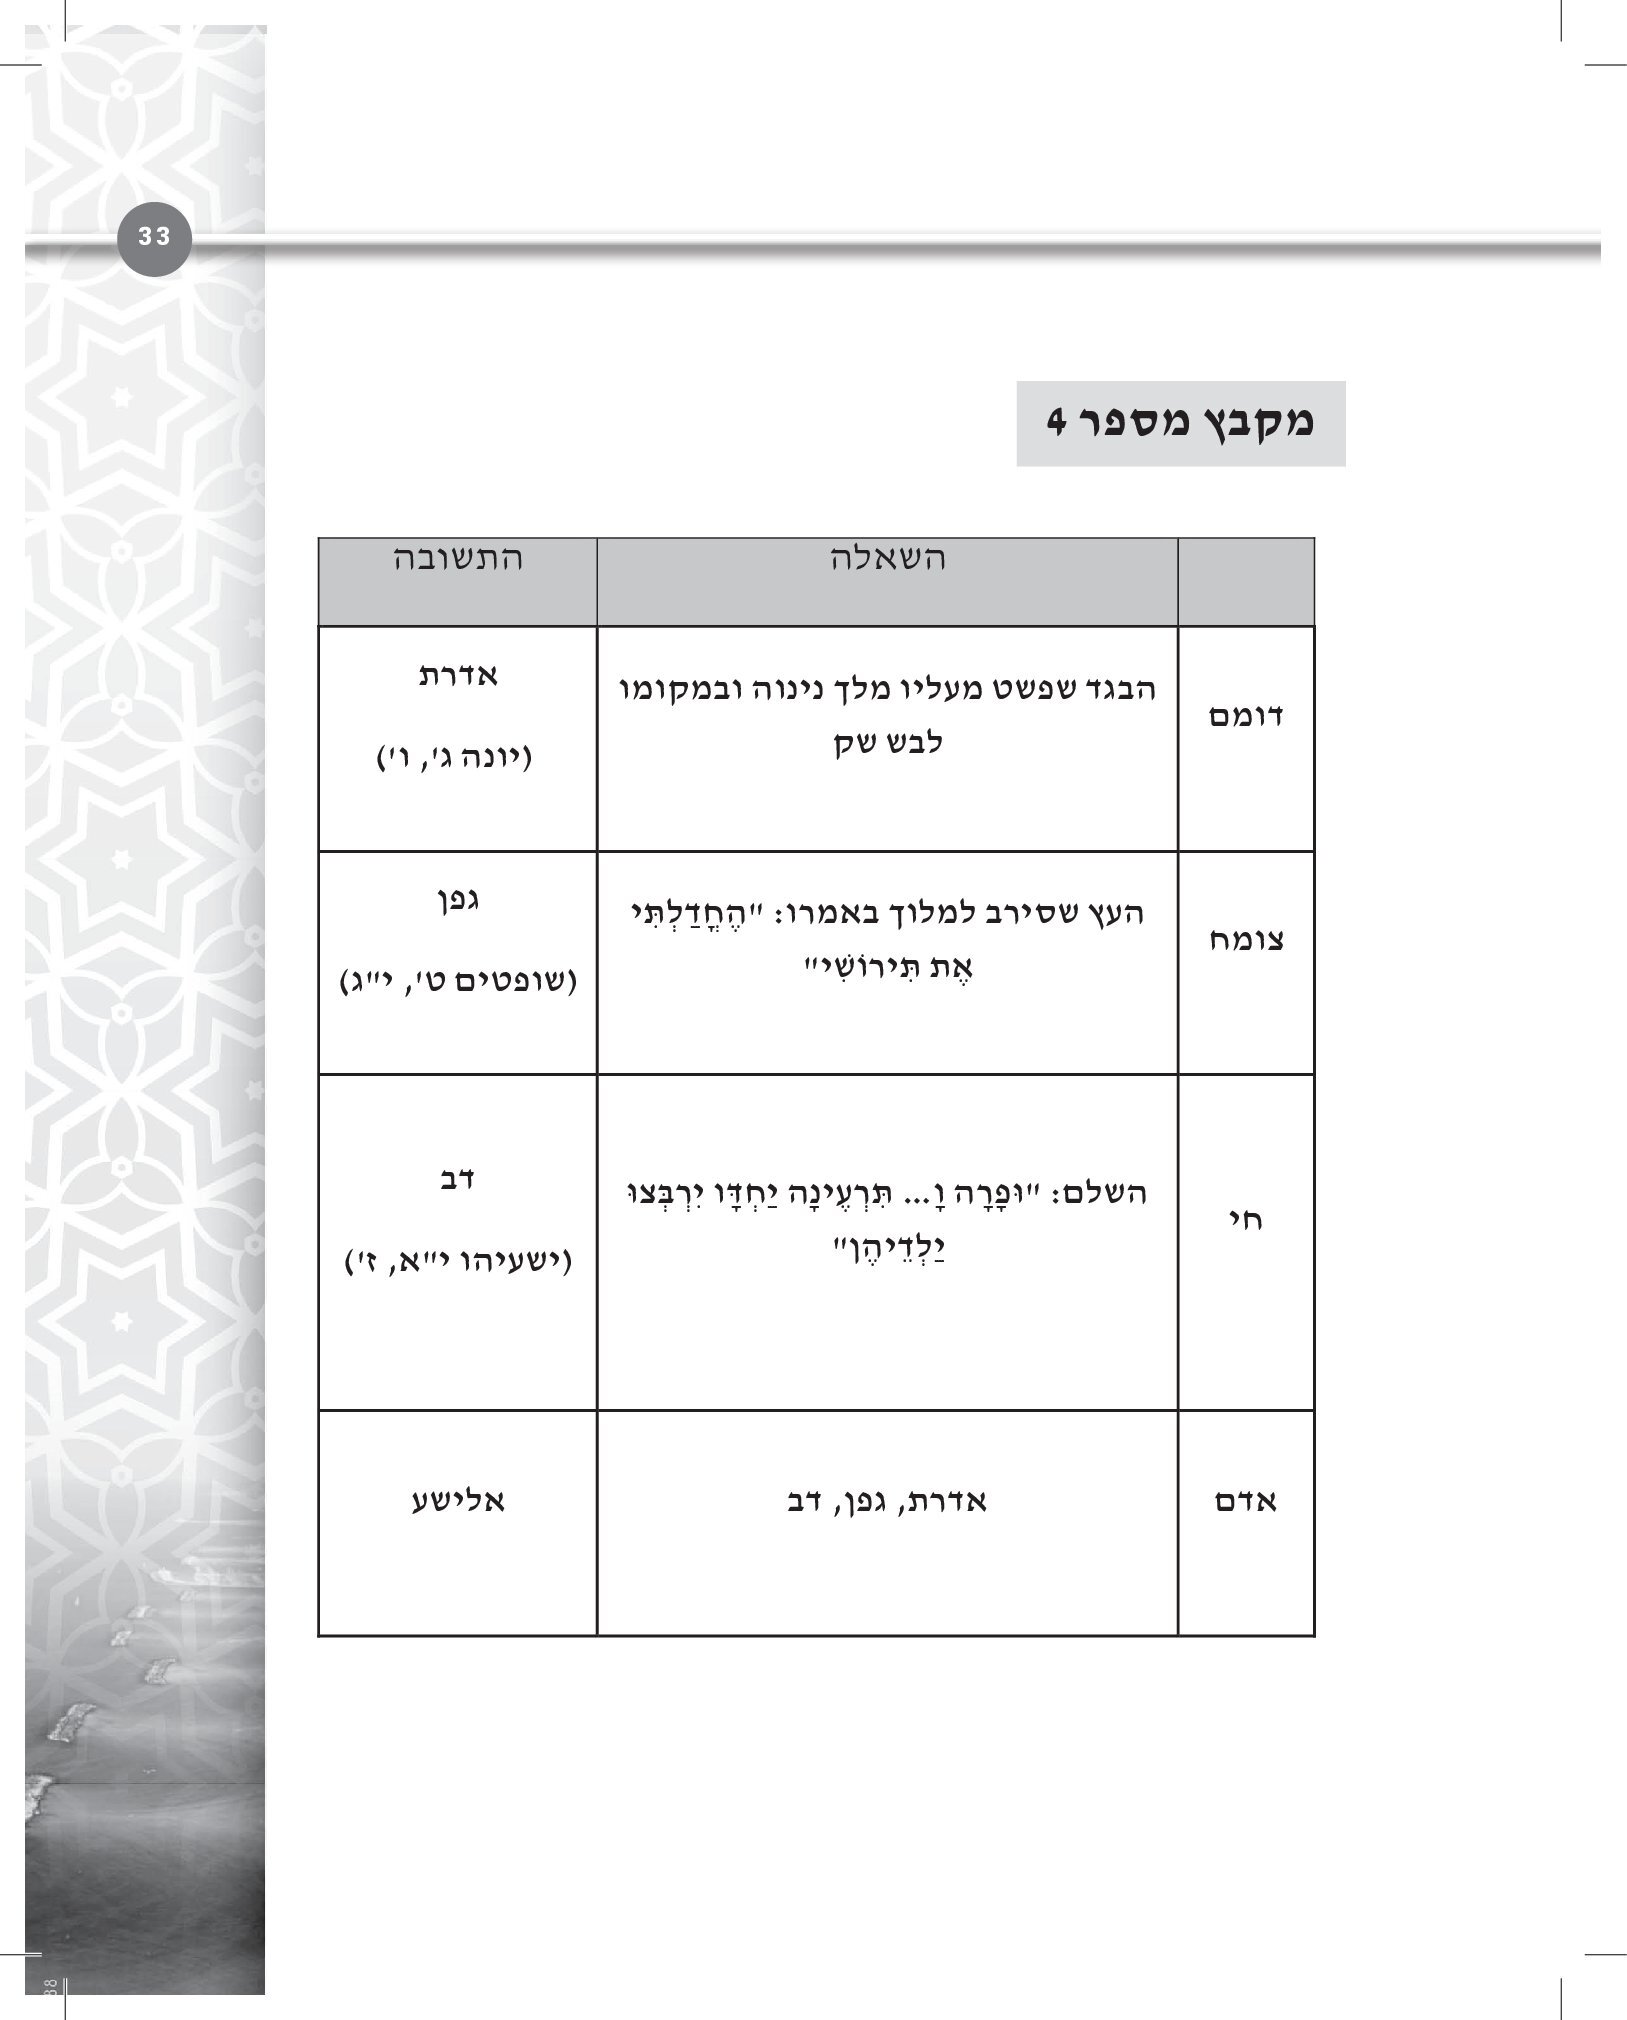 33
מקבץ מספר 4
השאלה
התשובה
דומם
הבגד שפשט מעליו מלך נינוה ובמקומו
לבש שק
אדרת
(יונה ג', ו')
צומח
העץ שסירב למלוך באמרו: "הֶחֳדַלְתִּי
אֶת תִּירוֹשִׁי"
גפן
(שופטים ט', י"ג)
חי
השלם: "וּפָרָה וָ... תִּרְעֶינָה יַחְדָּו יִרְבְּצוּ
יַלְדֵיהֶן"
דב
(ישעיהו י"א, ז')
אדם
אדרת, גפן, דב
אלישע